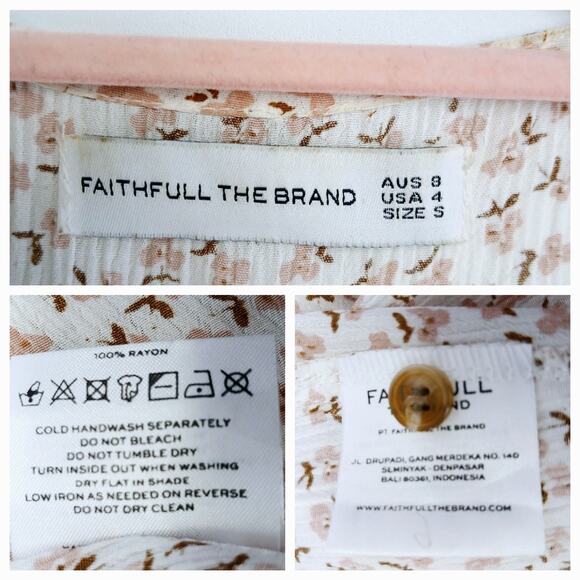 FAITHFULL THE BRAND
AUS 8
USA 4
SIZE S
100% RAYON
COLD HANDWASH SEPARATELY
DO NOT BLEACH
DO NOT TUMBLE DRY
TURN INSIDE OUT WHEN WASHING
DRY FLAT IN SHADE
LOW IRON AS NEEDED ON REVERSE
DO NOT DRY CLEAN
FA ULL
AND
PT. FAITH THE BRAND
JL. DRUPADI, GANG MERDEKA NO. 14D
SEMINYAK - DENPASAR
BALI 80361, INDONESIA
WWW.FAITHFULLTHEBRAND.COM